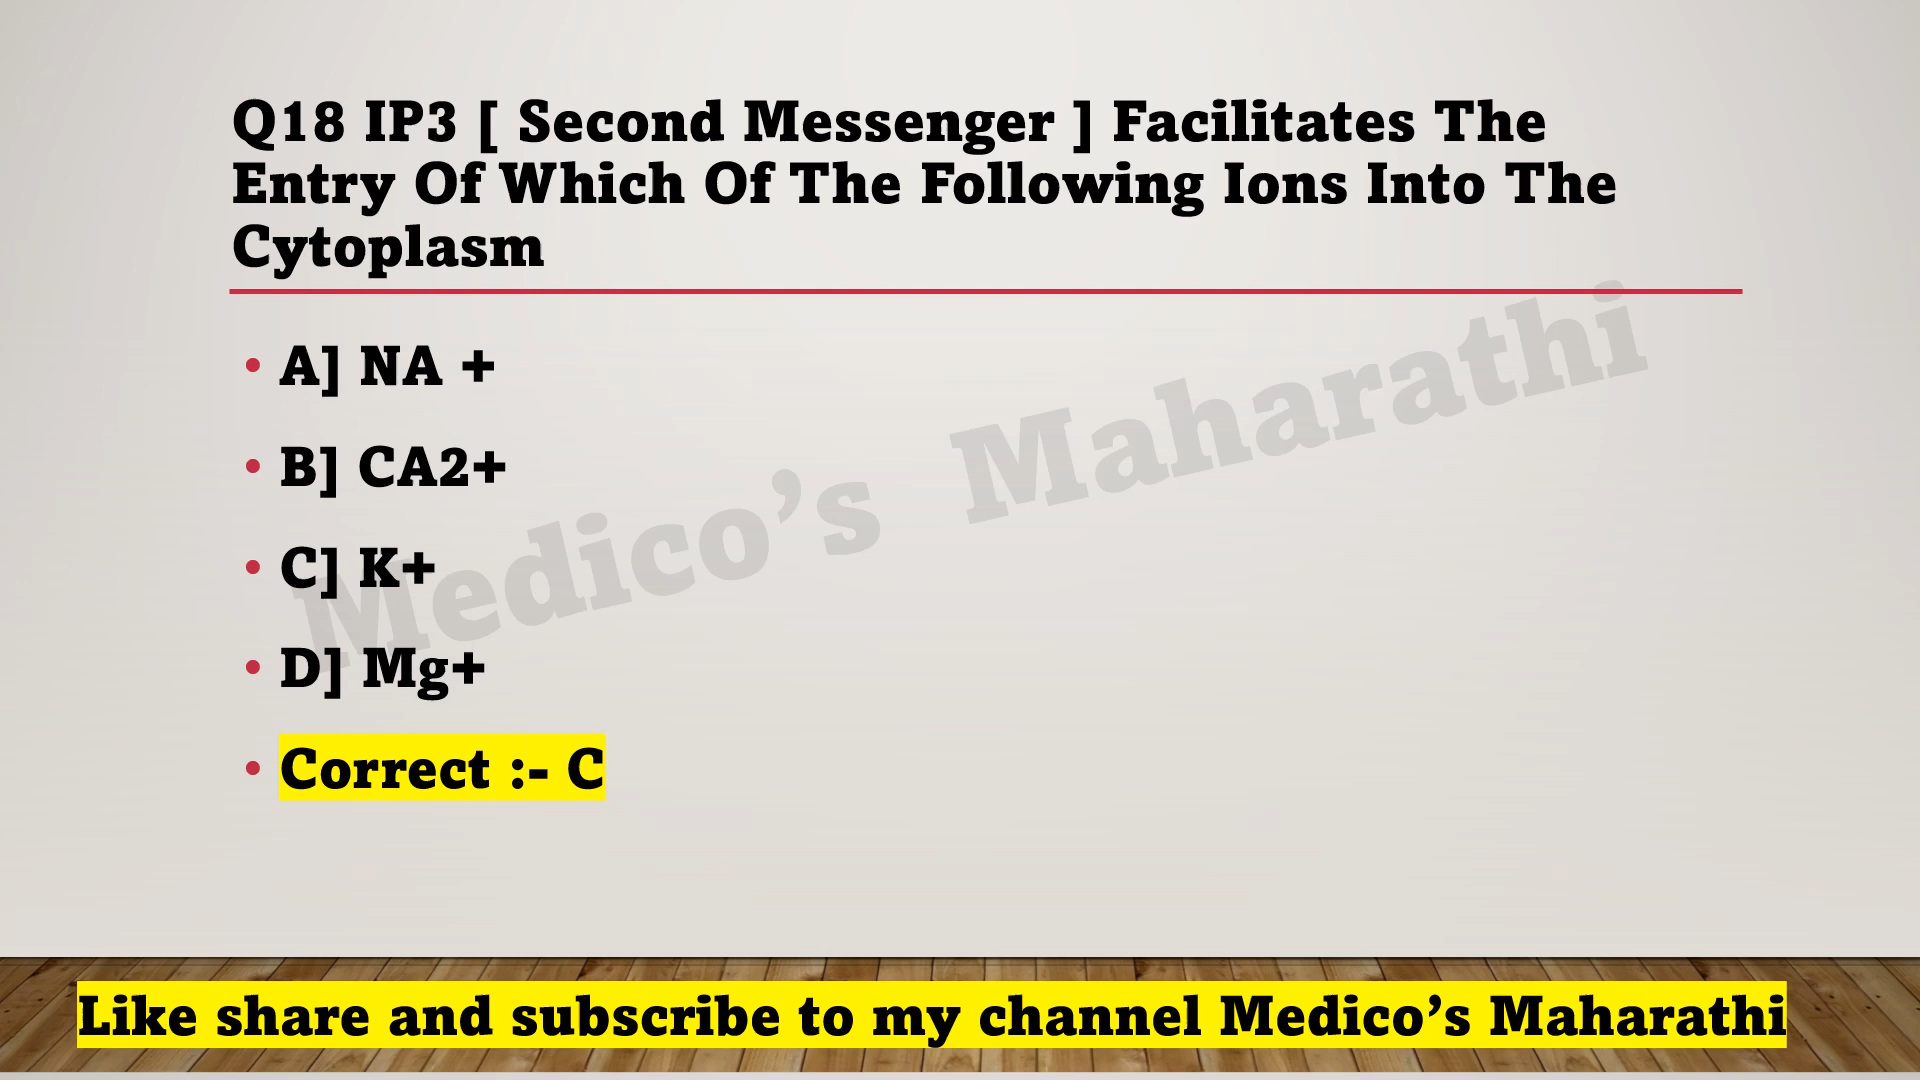 Q18 IP3 [ Second Messenger ] Facilitates The
Entry Of Which Of The Following Ions Into The
Cytoplasm
• A] NA +
• B] CA2+
• C] K+
• D] Mg+
• Correct :- C
Medico’s Maharathi
Like share and subscribe to my channel Medico’s Maharathi